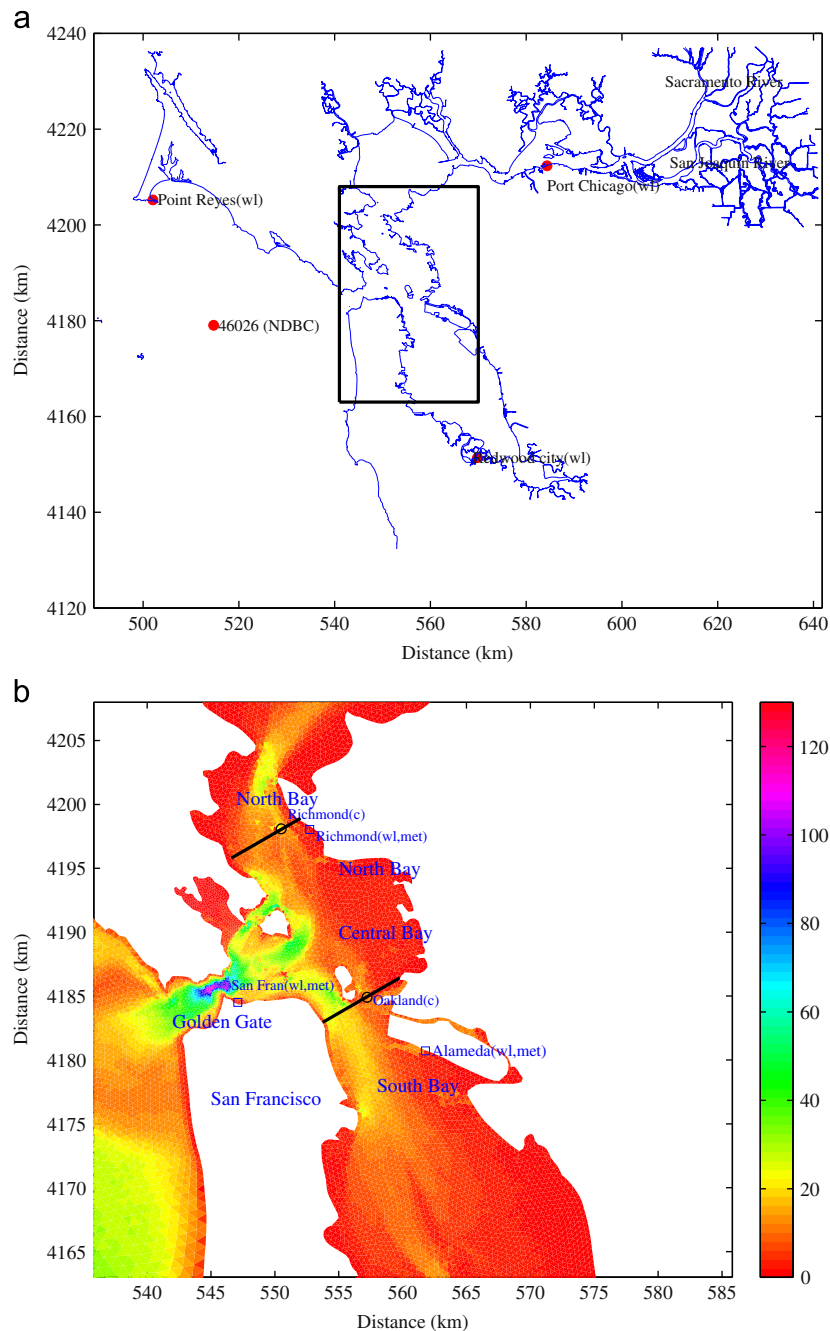 a
4240
4220
4200
4180
4160
4140
4120
Distance (km)
Sacramento River
San Joaquin River
Port Chicago(wl)
Point Reyes(wl)
46026 (NDBC)
Redwood city(wl)
500
520
540
560
580
600
620
640
Distance (km)
b
4205
4200
4195
4190
4185
4180
4175
4170
4165
Distance (km)
North Bay
Richmond(c)
Richmond(wl,met)
North Bay
Central Bay
San Fran(wl,met)
Oakland(c)
Golden Gate
Alameda(wl,met)
South Bay
San Francisco
540
545
550
555
560
565
570
575
580
585
Distance (km)
120
100
80
60
40
20
0